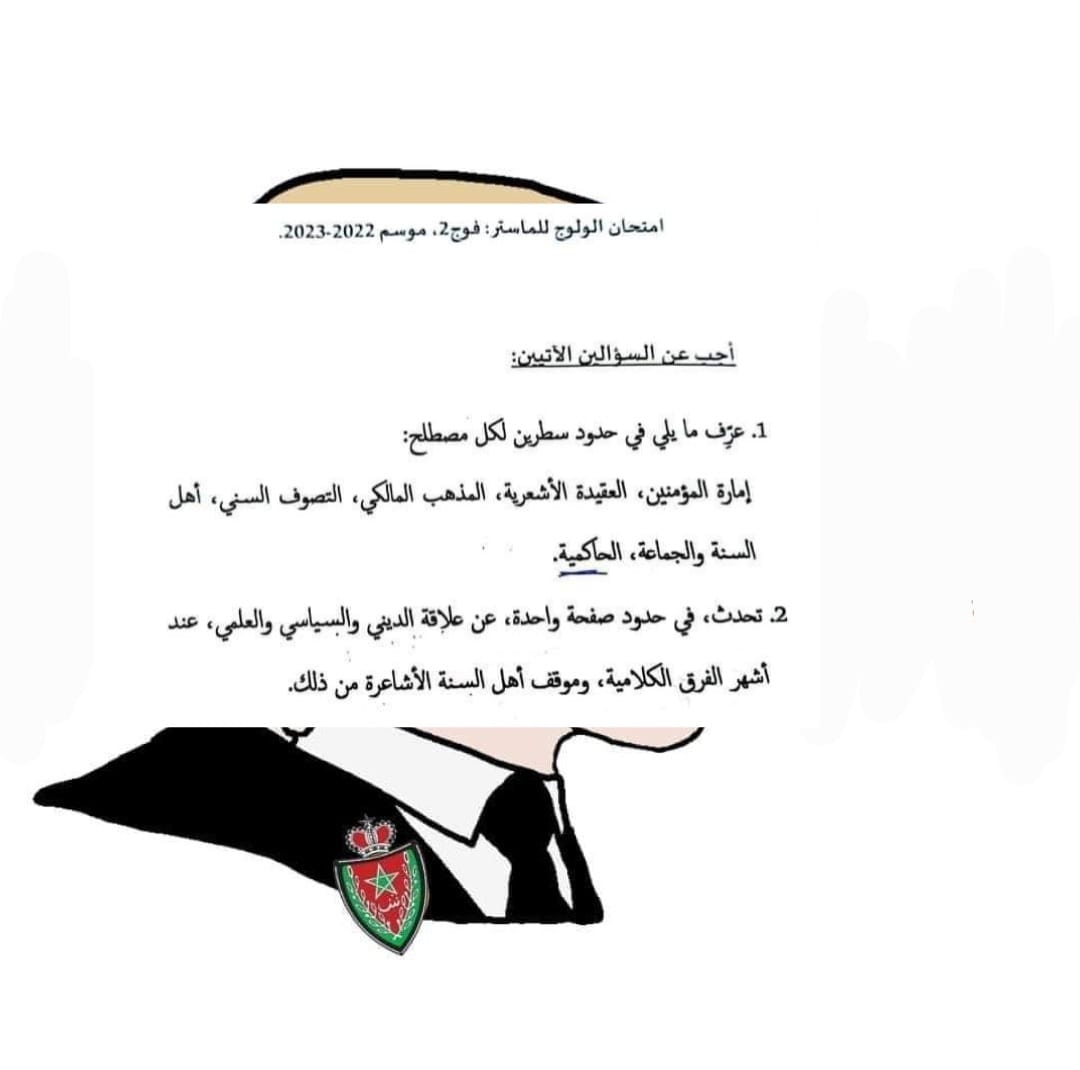 امتحان الولوج للماستر: فوج2، موسم 2022-2023.
أجب عن السؤالين الآتيين:
1. عرِّف ما يلي في حدود سطرين لكل مصطلح:
إمارة المؤمنين، العقيدة الأشعرية، المذهب المالكي، التصوف السني، أهل
السنة والجماعة، الحاكمية.
2. تحدث، في حدود صفحة واحدة، عن علاقة الديني والسياسي والعلمي، عند
أشهر الفرق الكلامية، وموقف أهل السنة الأشاعرة من ذلك.